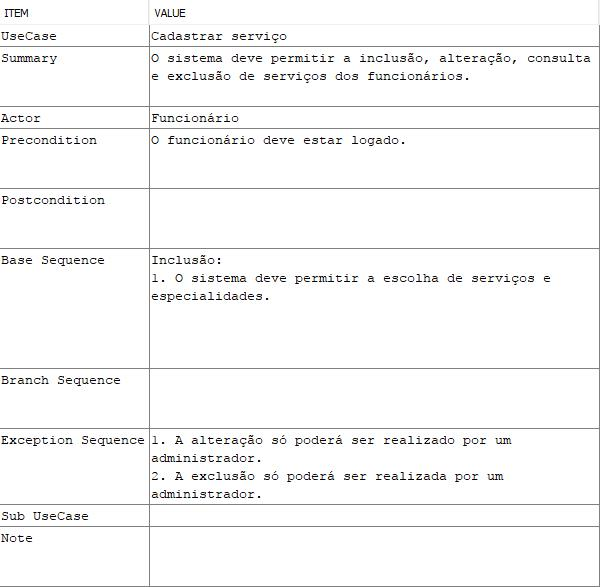 ITEM VALUE
UseCase Cadastrar serviço
Summary O sistema deve permitir a inclusão, alteração, consulta
e exclusão de serviços dos funcionários.
Actor Funcionário
Precondition O funcionário deve estar logado.
Postcondition
Base Sequence Inclusão:
1. O sistema deve permitir a escolha de serviços e
especialidades.
Branch Sequence
Exception Sequence 1. A alteração só poderá ser realizado por um
administrador.
2. A exclusão só poderá ser realizada por um
administrador.
Sub UseCase
Note